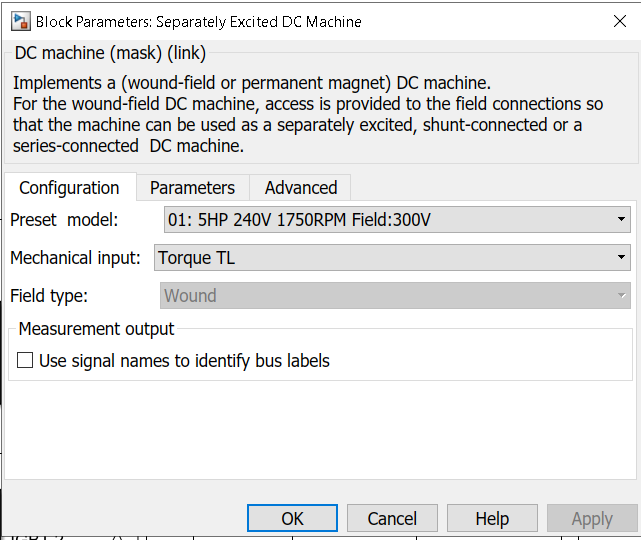 Block Parameters: Separately Excited DC Machine
DC machine (mask) (link)
Implements a (wound-field or permanent magnet) DC machine.
For the wound-field DC machine, access is provided to the field connections so
that the machine can be used as a separately excited, shunt-connected or a
series-connected DC machine.
Configuration Parameters Advanced
Preset model: 01: 5HP 240V 1750RPM Field:300V
Mechanical input: Torque TL
Field type: Wound
Measurement output
Use signal names to identify bus labels
OK Cancel Help Apply